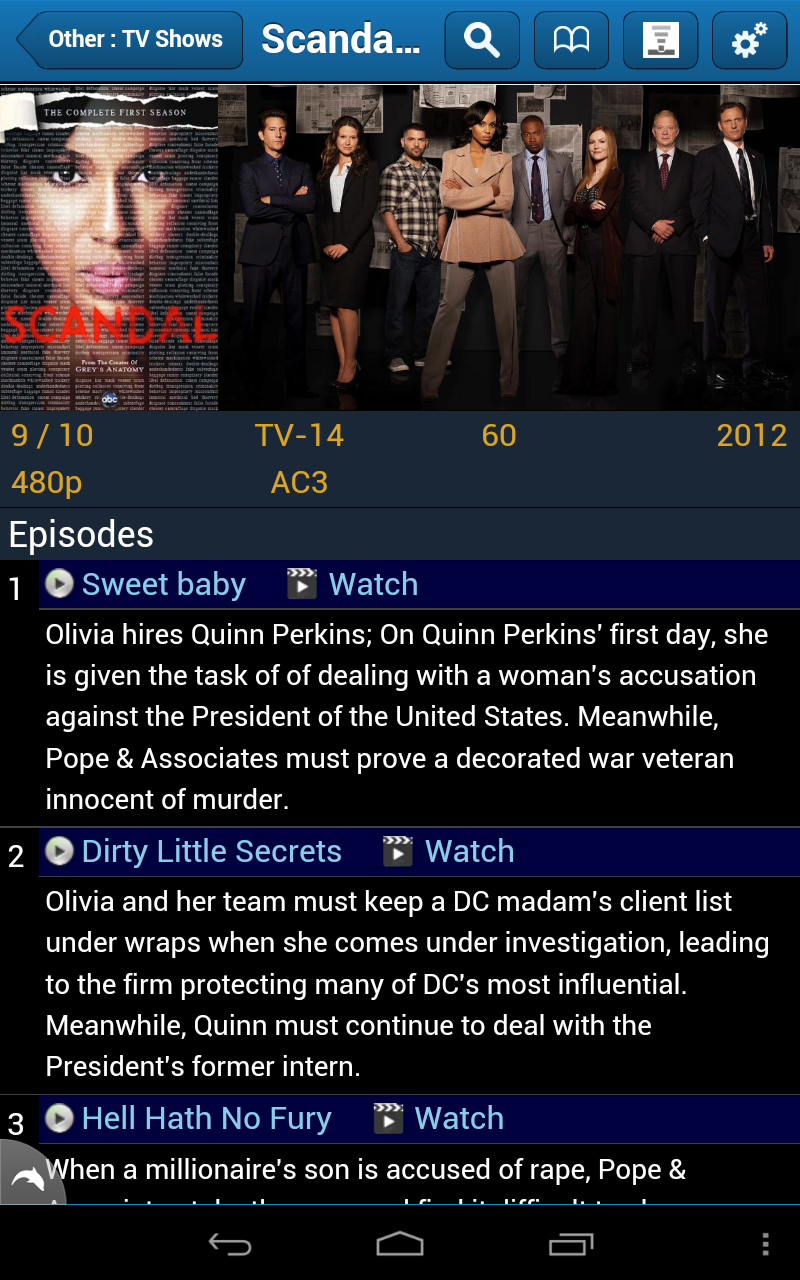 Other : TV Shows
Scanda...
THE COMPLETE FIRST SEASON
SCANDAL
From The Creator Of
GREY'S ANATOMY
abc
9 / 10
TV-14
60
2012
480p
AC3
Episodes
1
Sweet baby
Watch
Olivia hires Quinn Perkins; On Quinn Perkins' first day, she
is given the task of of dealing with a woman's accusation
against the President of the United States. Meanwhile,
Pope & Associates must prove a decorated war veteran
innocent of murder.
2
Dirty Little Secrets
Watch
Olivia and her team must keep a DC madam's client list
under wraps when she comes under investigation, leading
to the firm protecting many of DC's most influential.
Meanwhile, Quinn must continue to deal with the
President's former intern.
3
Hell Hath No Fury
Watch
When a millionaire's son is accused of rape, Pope &